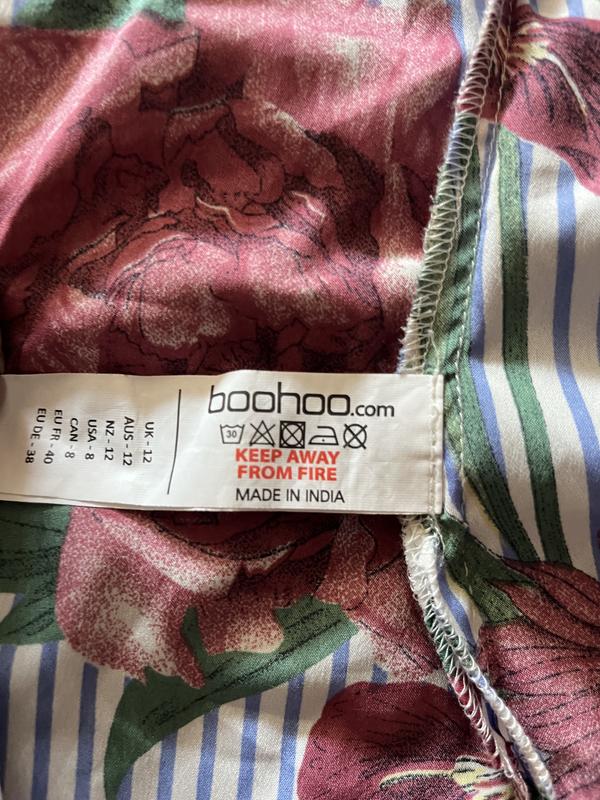 boohoo.com
30
KEEP AWAY
FROM FIRE
MADE IN INDIA
UK - 12
AUS - 12
NZ - 12
USA - 8
CAN - 8
EU FR - 40
EU DE - 38